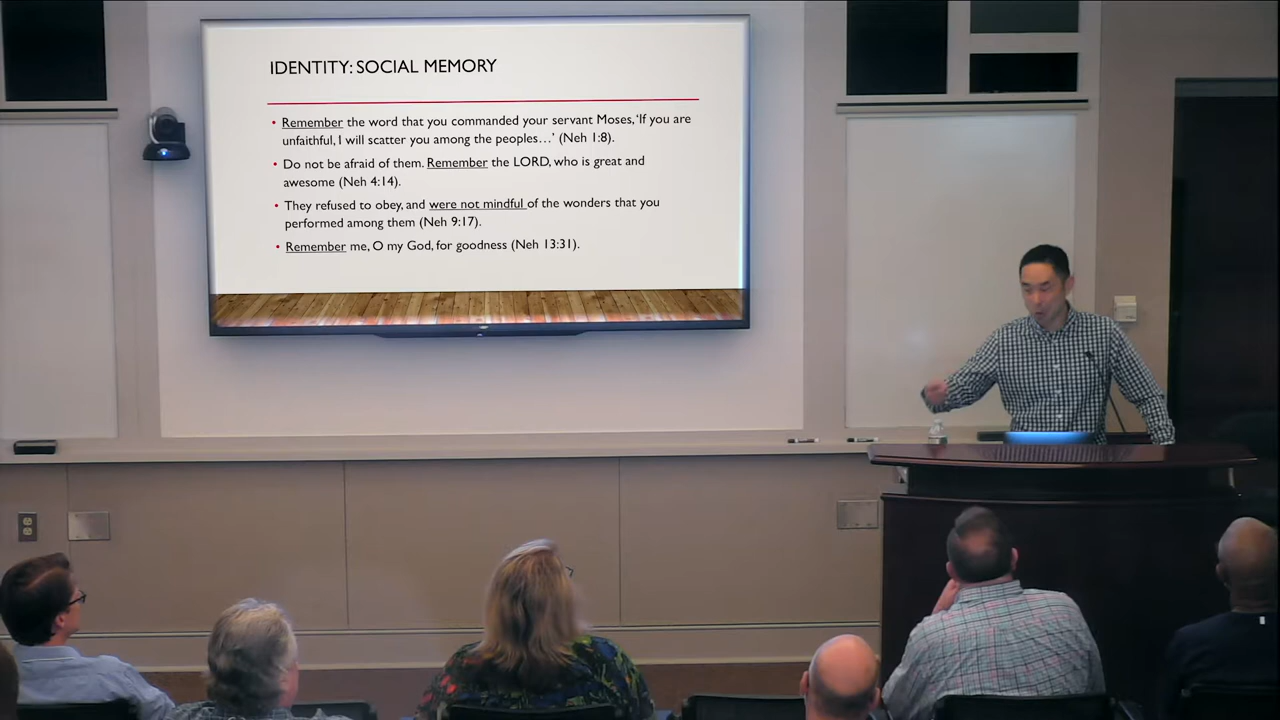 IDENTITY: SOCIAL MEMORY
• Remember the word that you commanded your servant Moses, 'If you are
unfaithful, I will scatter you among the peoples…' (Neh 1:8).
• Do not be afraid of them. Remember the LORD, who is great and
awesome (Neh 4:14).
• They refused to obey, and were not mindful of the wonders that you
performed among them (Neh 9:17).
• Remember me, O my God, for goodness (Neh 13:31).